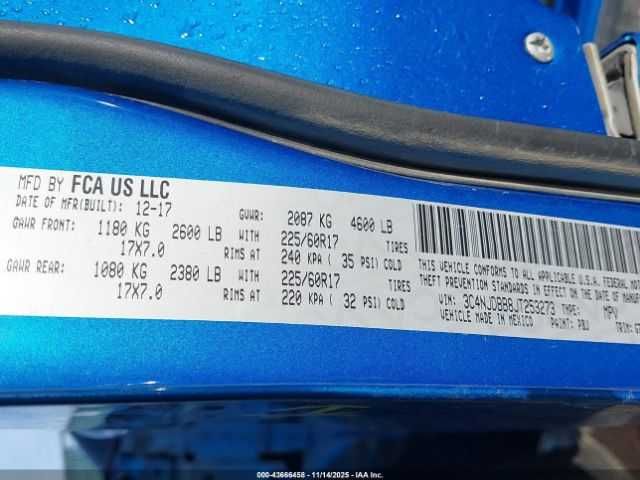 MFD BY FCA US LLC
DATE OF MFR(BUILT): 12-17 GVWR: 2087 KG 4600 LB
GAWR FRONT: 1180 KG 2600 LB WITH 225/60R17 TIRES
17X7.0 RIMS AT 240 KPA ( 35 PSI) COLD
GAWR REAR: 1080 KG 2380 LB WITH 225/60R17 TIRES
17X7.0 RIMS AT 220 KPA ( 32 PSI) COLD
THIS VEHICLE CONFORMS TO ALL APPLICABLE U.S.A. FEDERAL
THEFT PREVENTION STANDARDS IN EFFECT ON THE DATE OF
VIN: 3C4NJDBB8JT253273 TYPE: MPV
VEHICLE MADE IN MEXICO PAINT: PBJ TRIM:
000-43666458 - 11/14/2025 - IAA Corp.